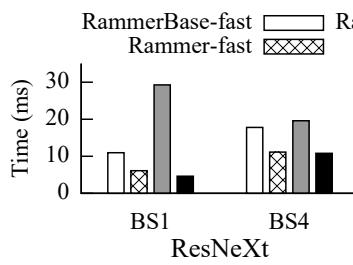 RammerBase-fast
Rammer-fast
Time (ms)
30
20
10
0
BS1 BS4
ResNeXt